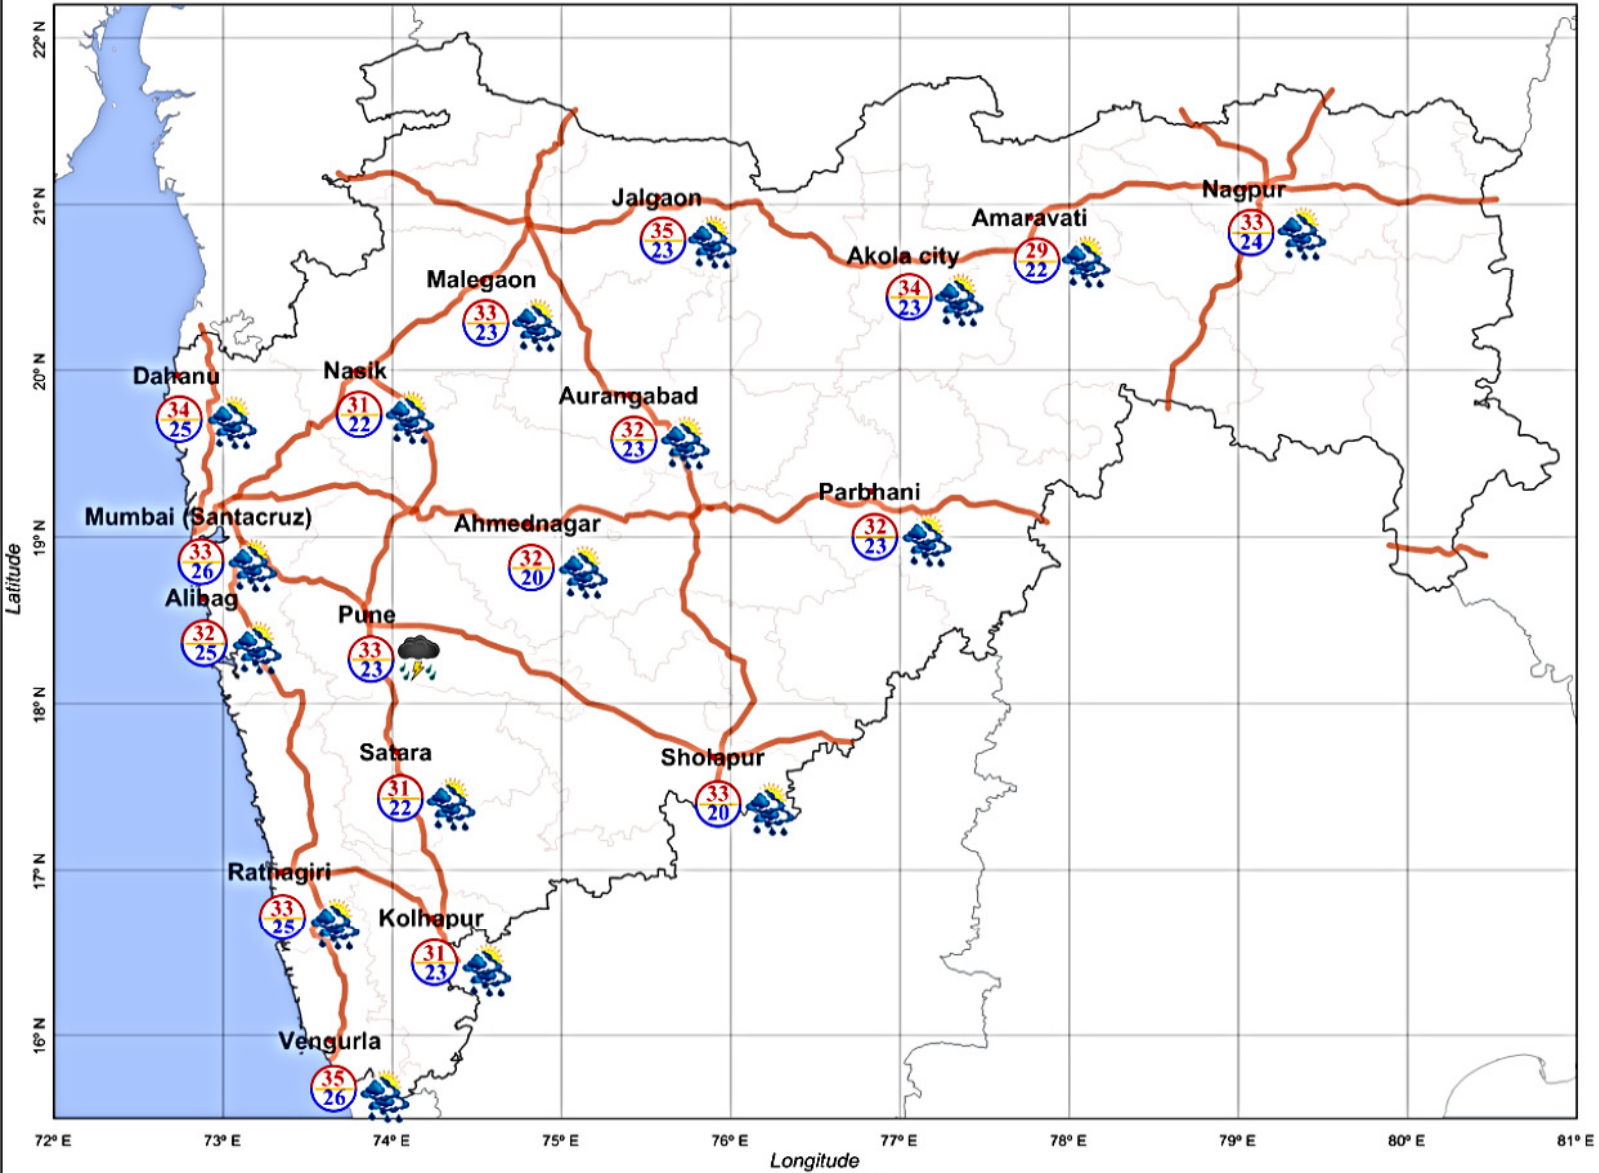 22° N
21° N
20° N
19° N
18° N
17° N
16° N
Latitude
Jalgaon
35
23
Nagpur
33
24
Amaravati
29
22
Akola city
34
23
Malegaon
33
23
Dahanu
34
25
Nasik
31
22
Aurangabad
32
23
Parbhani
32
23
Mumbai (Santacruz)
33
26
Ahmednagar
32
20
Alibag
32
25
Pune
33
23
Satara
31
22
Sholapur
33
20
Ratnagiri
33
25
Kolhapur
31
23
Vengurla
35
26
72° E 73° E 74° E 75° E 76° E 77° E 78° E 79° E 80° E 81° E
Longitude